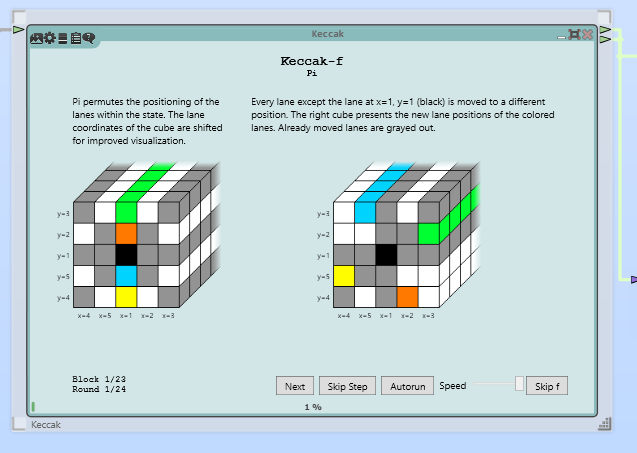 Keccak
Keccak-f
Pi
Pi permutes the positioning of the
lanes within the state. The lane
coordinates of the cube are shifted
for improved visualization.
Every lane except the lane at x=1, y=1 (black) is moved to a different
position. The right cube presents the new lane positions of the colored
lanes. Already moved lanes are grayed out.
y=3
y=2
y=1
y=5
y=4
x=4 x=5 x=1 x=2 x=3
y=3
y=2
y=1
y=5
y=4
x=4 x=5 x=1 x=2 x=3
Block 1/23
Round 1/24
Next Skip Step Autorun Speed Skip f
1 %
Keccak